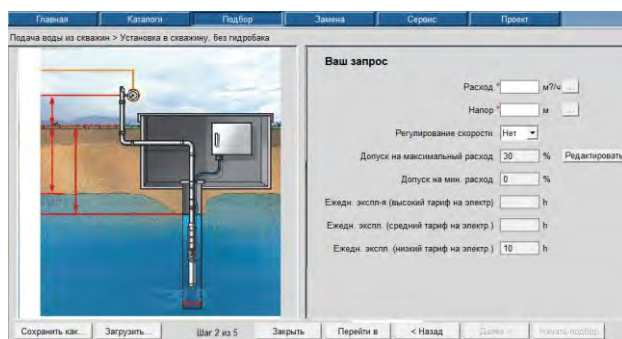 Главная Каталоги Подбор Замена Сервис Проект
Подача воды из скважин > Установка в скважину, без гидробака
Ваш запрос
Расход * м?/ч ...
Напор * м ...
Регулирование скорости Нет
Допуск на максимальный расход 30 % Редактировать
Допуск на мин. расход 0 %
Ежедн. экспл-я (высокий тариф на электр) h
Ежедн. экспл. (средний тариф на электр.) h
Ежедн. экспл. (низкий тариф на электр.) 10 h
Сохранить как... Загрузить... Шаг 2 из 5 Закрыть Перейти в < Назад Далее > Начать подбор